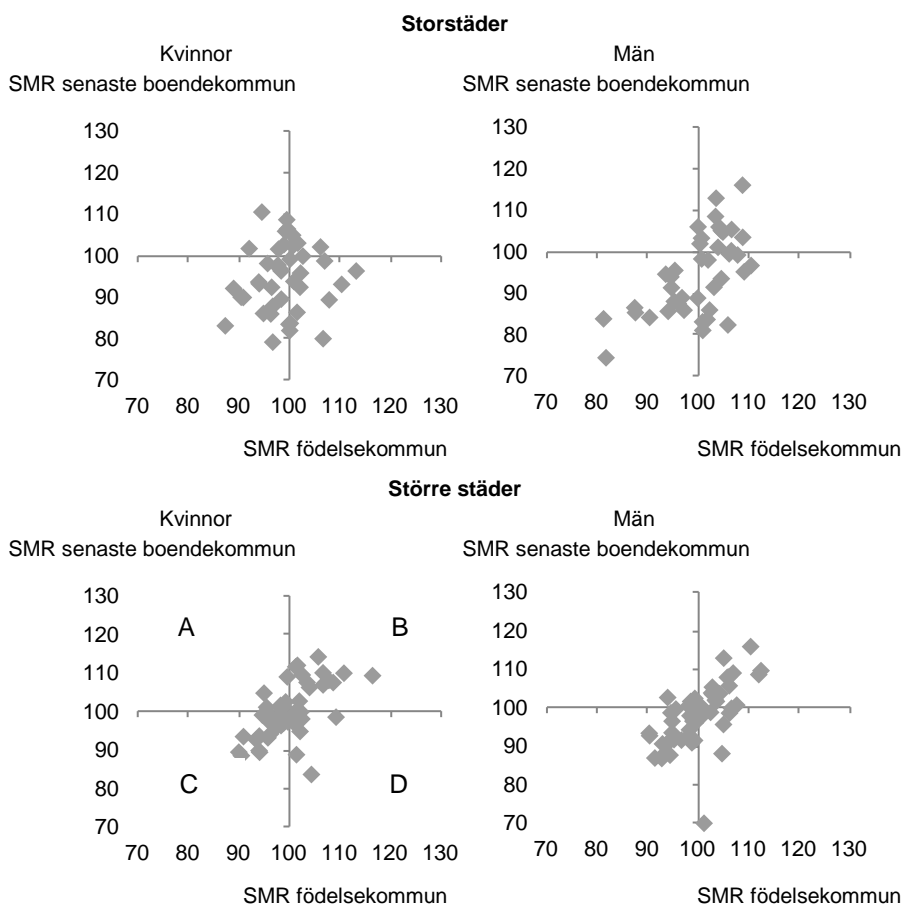 Storstäder
Kvinnor
SMR senaste boendekommun
130
120
110
100
90
80
70
70 80 90 100 110 120 130
SMR födelsekommun
Män
SMR senaste boendekommun
130
120
110
100
90
80
70
70 80 90 100 110 120 130
SMR födelsekommun
Större städer
Kvinnor
SMR senaste boendekommun
130
120
110
100
90
80
70
A B
C D
70 80 90 100 110 120 130
SMR födelsekommun
Män
SMR senaste boendekommun
130
120
110
100
90
80
70
70 80 90 100 110 120 130
SMR födelsekommun